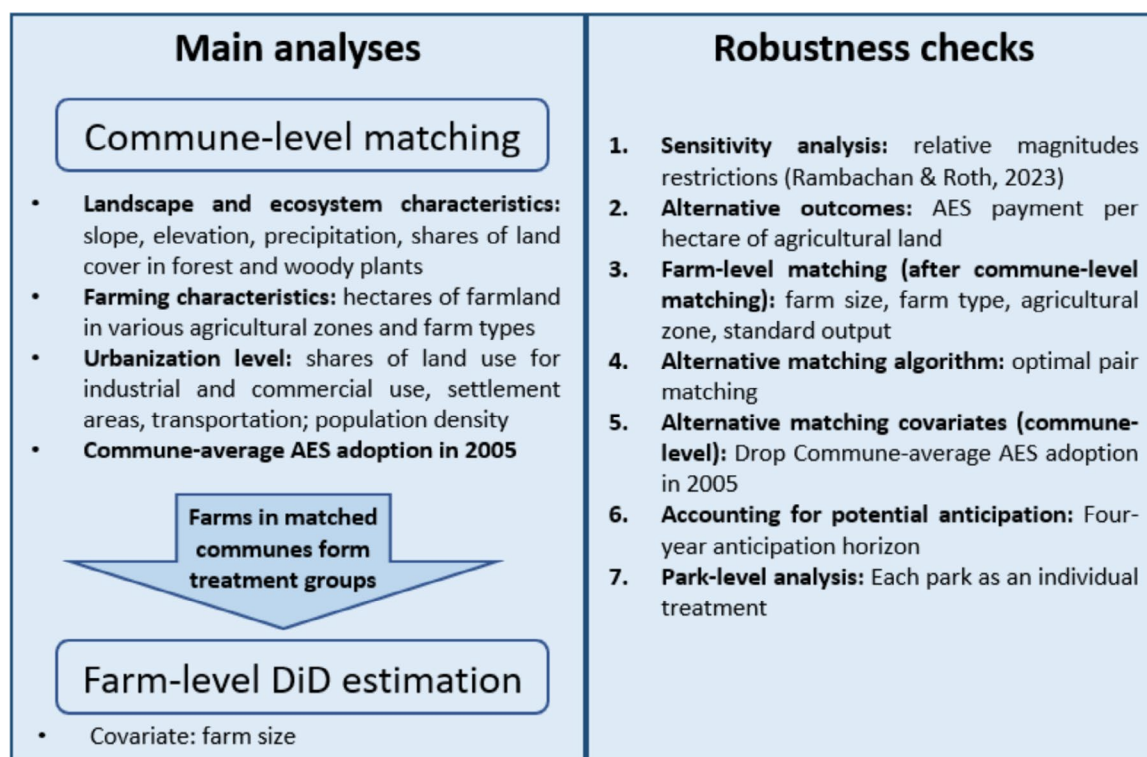 Main analyses
Commune-level matching
• Landscape and ecosystem characteristics:
slope, elevation, precipitation, shares of land
cover in forest and woody plants
• Farming characteristics: hectares of farmland
in various agricultural zones and farm types
• Urbanization level: shares of land use for
industrial and commercial use, settlement
areas, transportation; population density
• Commune-average AES adoption in 2005
Farms in matched
communes form
treatment groups
Farm-level DiD estimation
• Covariate: farm size
Robustness checks
1. Sensitivity analysis: relative magnitudes
restrictions (Rambachan & Roth, 2023)
2. Alternative outcomes: AES payment per
hectare of agricultural land
3. Farm-level matching (after commune-level
matching): farm size, farm type, agricultural
zone, standard output
4. Alternative matching algorithm: optimal pair
matching
5. Alternative matching covariates (commune-
level): Drop Commune-average AES adoption
in 2005
6. Accounting for potential anticipation: Four-
year anticipation horizon
7. Park-level analysis: Each park as an individual
treatment